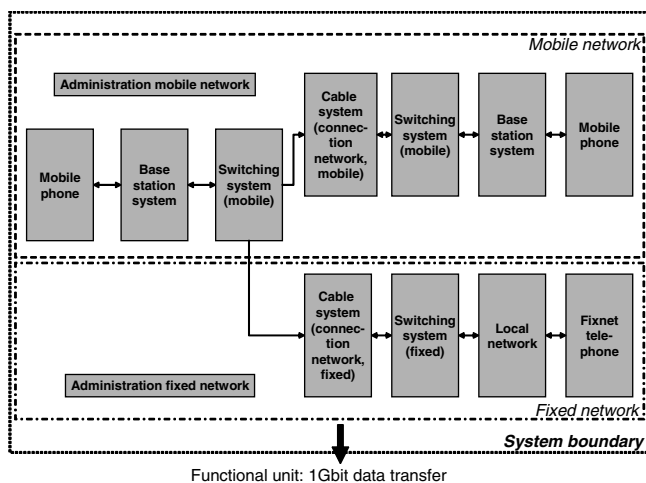 Mobile network
Administration mobile network
Mobile
phone
Base
station
system
Switching
system
(mobile)
Cable
system
(connec-
tion
network,
mobile)
Switching
system
(mobile)
Base
station
system
Mobile
phone
Cable
system
(connec-
tion
network,
fixed)
Switching
system
(fixed)
Local
network
Fixnet
tele-
phone
Administration fixed network
Fixed network
System boundary
Functional unit: 1Gbit data transfer